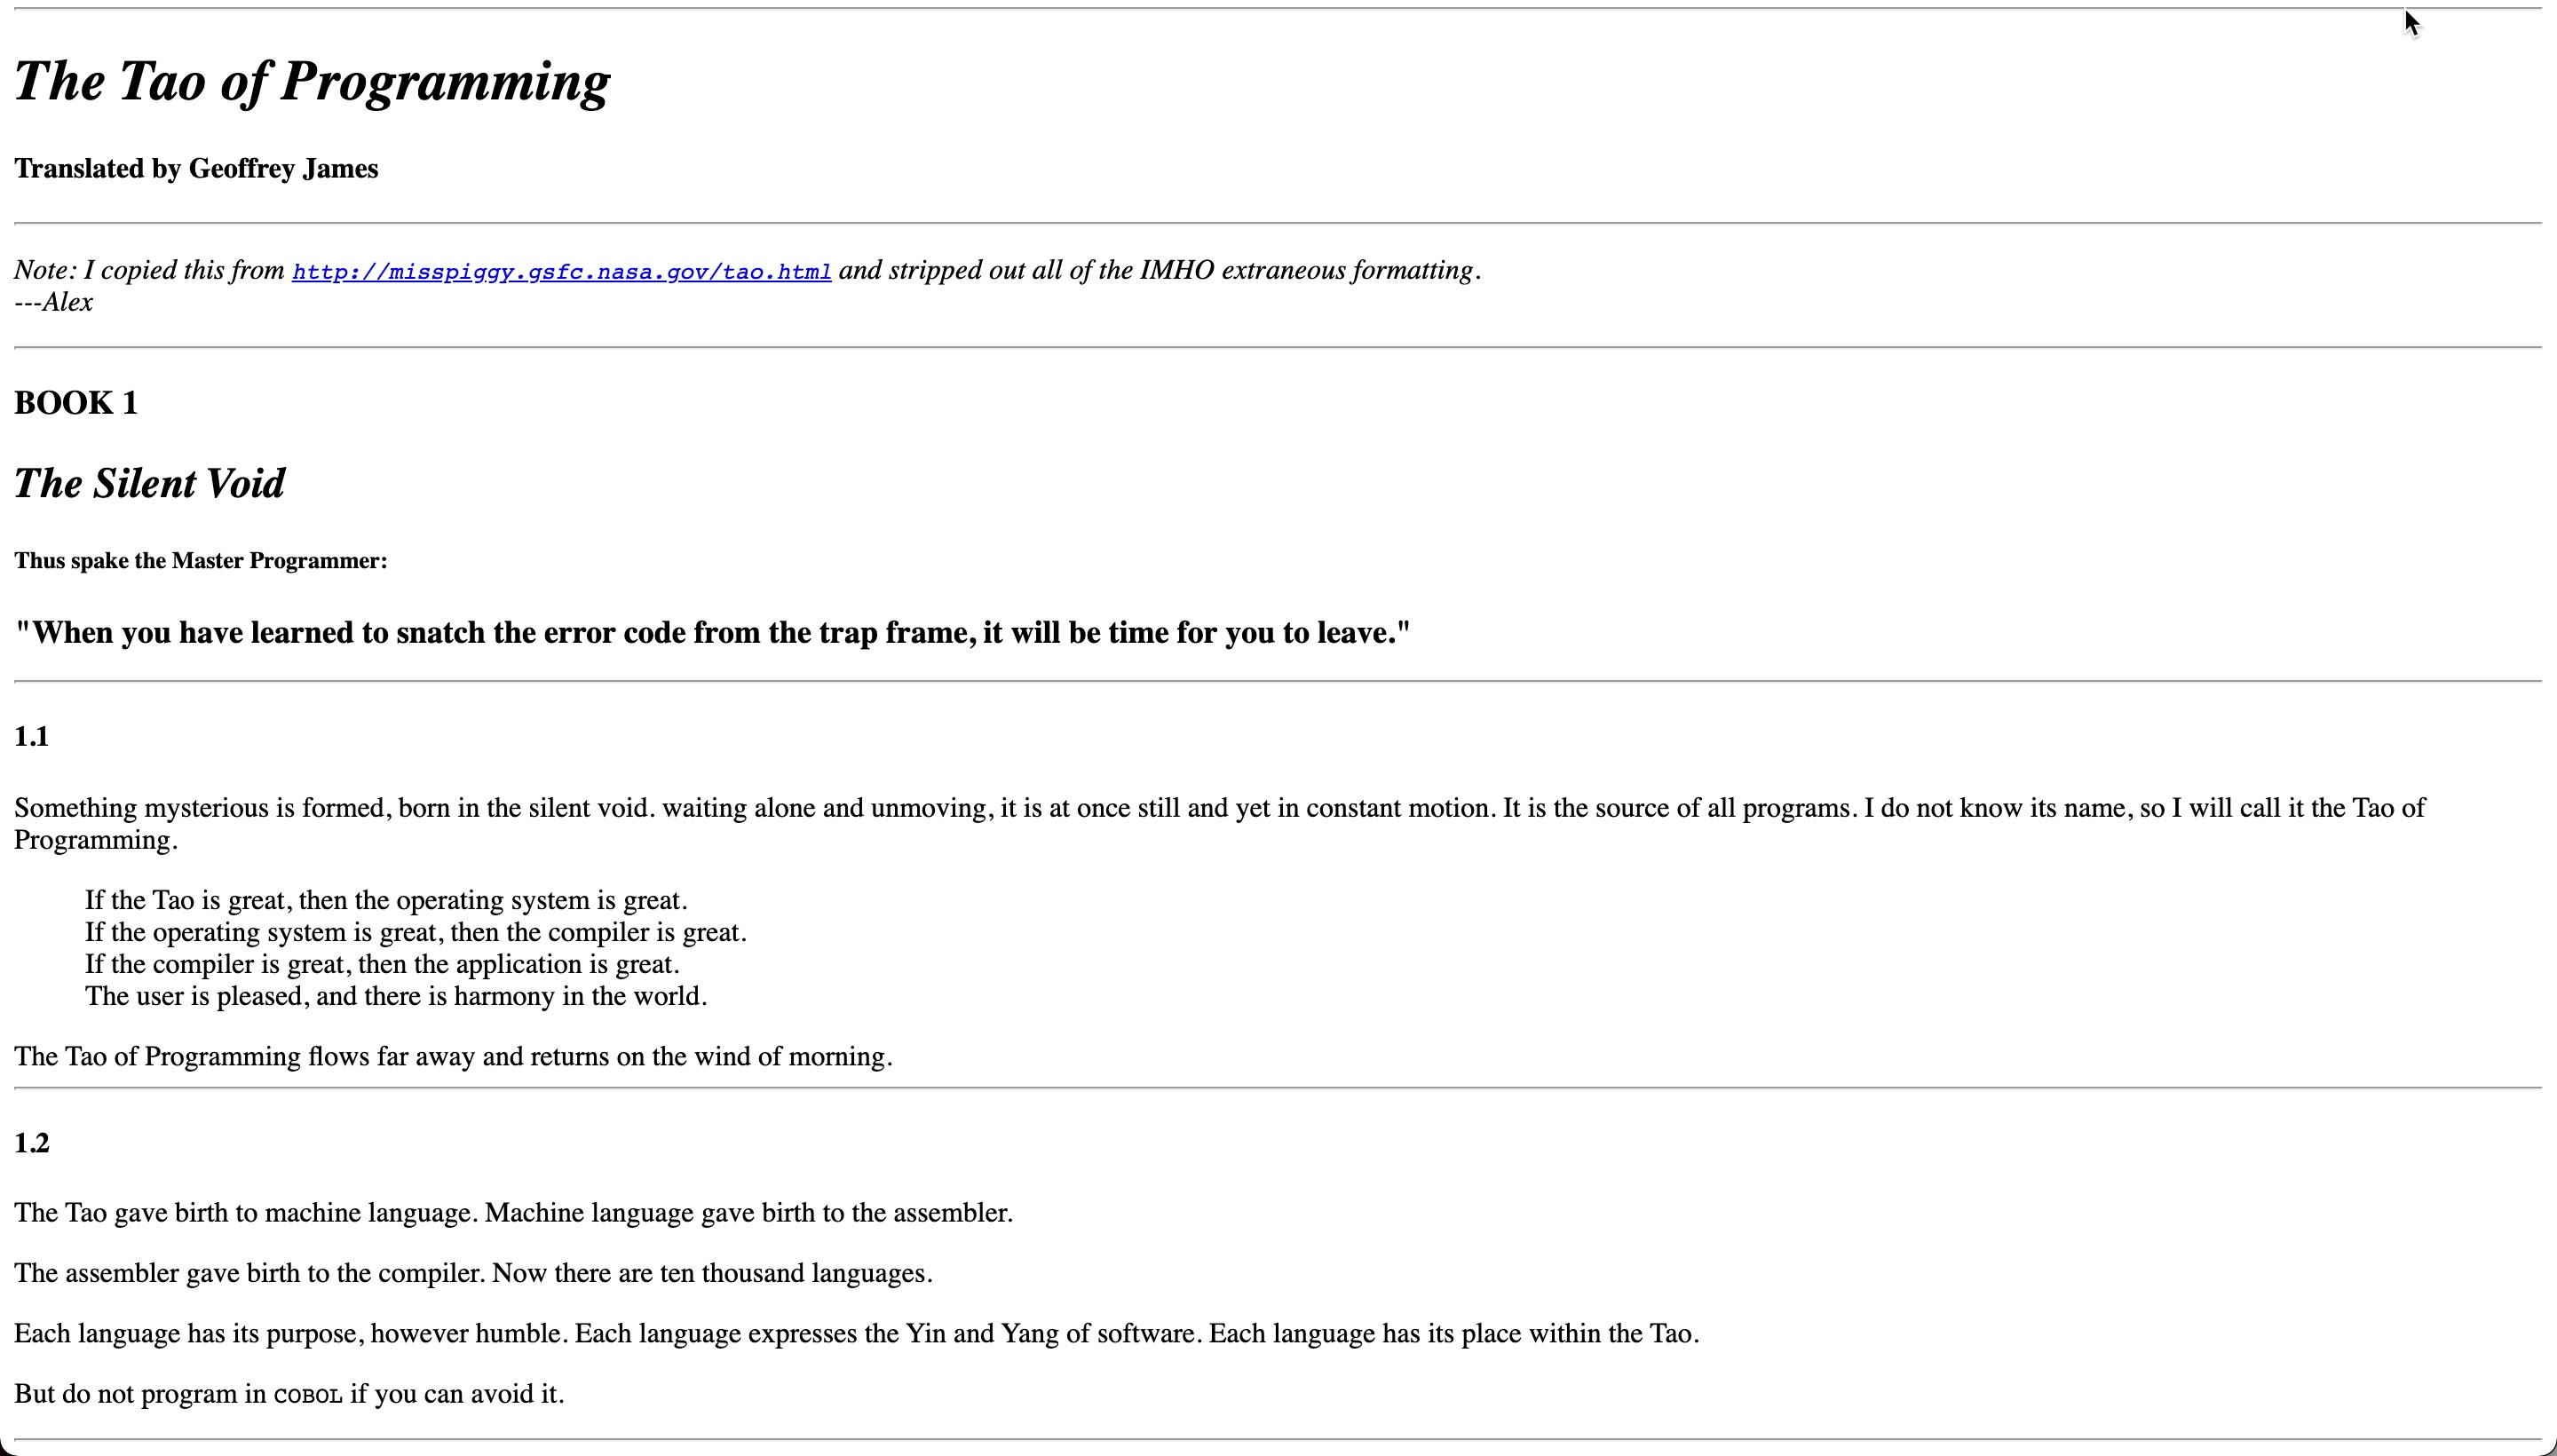 The Tao of Programming
Translated by Geoffrey James
Note: I copied this from http://misspiggy.gsfc.nasa.gov/tao.html and stripped out all of the IMHO extraneous formatting.
---Alex
BOOK 1
The Silent Void
Thus spake the Master Programmer:
"When you have learned to snatch the error code from the trap frame, it will be time for you to leave."
1.1
Something mysterious is formed, born in the silent void. waiting alone and unmoving, it is at once still and yet in constant motion. It is the source of all programs. I do not know its name, so I will call it the Tao of
Programming.
If the Tao is great, then the operating system is great.
If the operating system is great, then the compiler is great.
If the compiler is great, then the application is great.
The user is pleased, and there is harmony in the world.
The Tao of Programming flows far away and returns on the wind of morning.
1.2
The Tao gave birth to machine language. Machine language gave birth to the assembler.
The assembler gave birth to the compiler. Now there are ten thousand languages.
Each language has its purpose, however humble. Each language expresses the Yin and Yang of software. Each language has its place within the Tao.
But do not program in COBOL if you can avoid it.